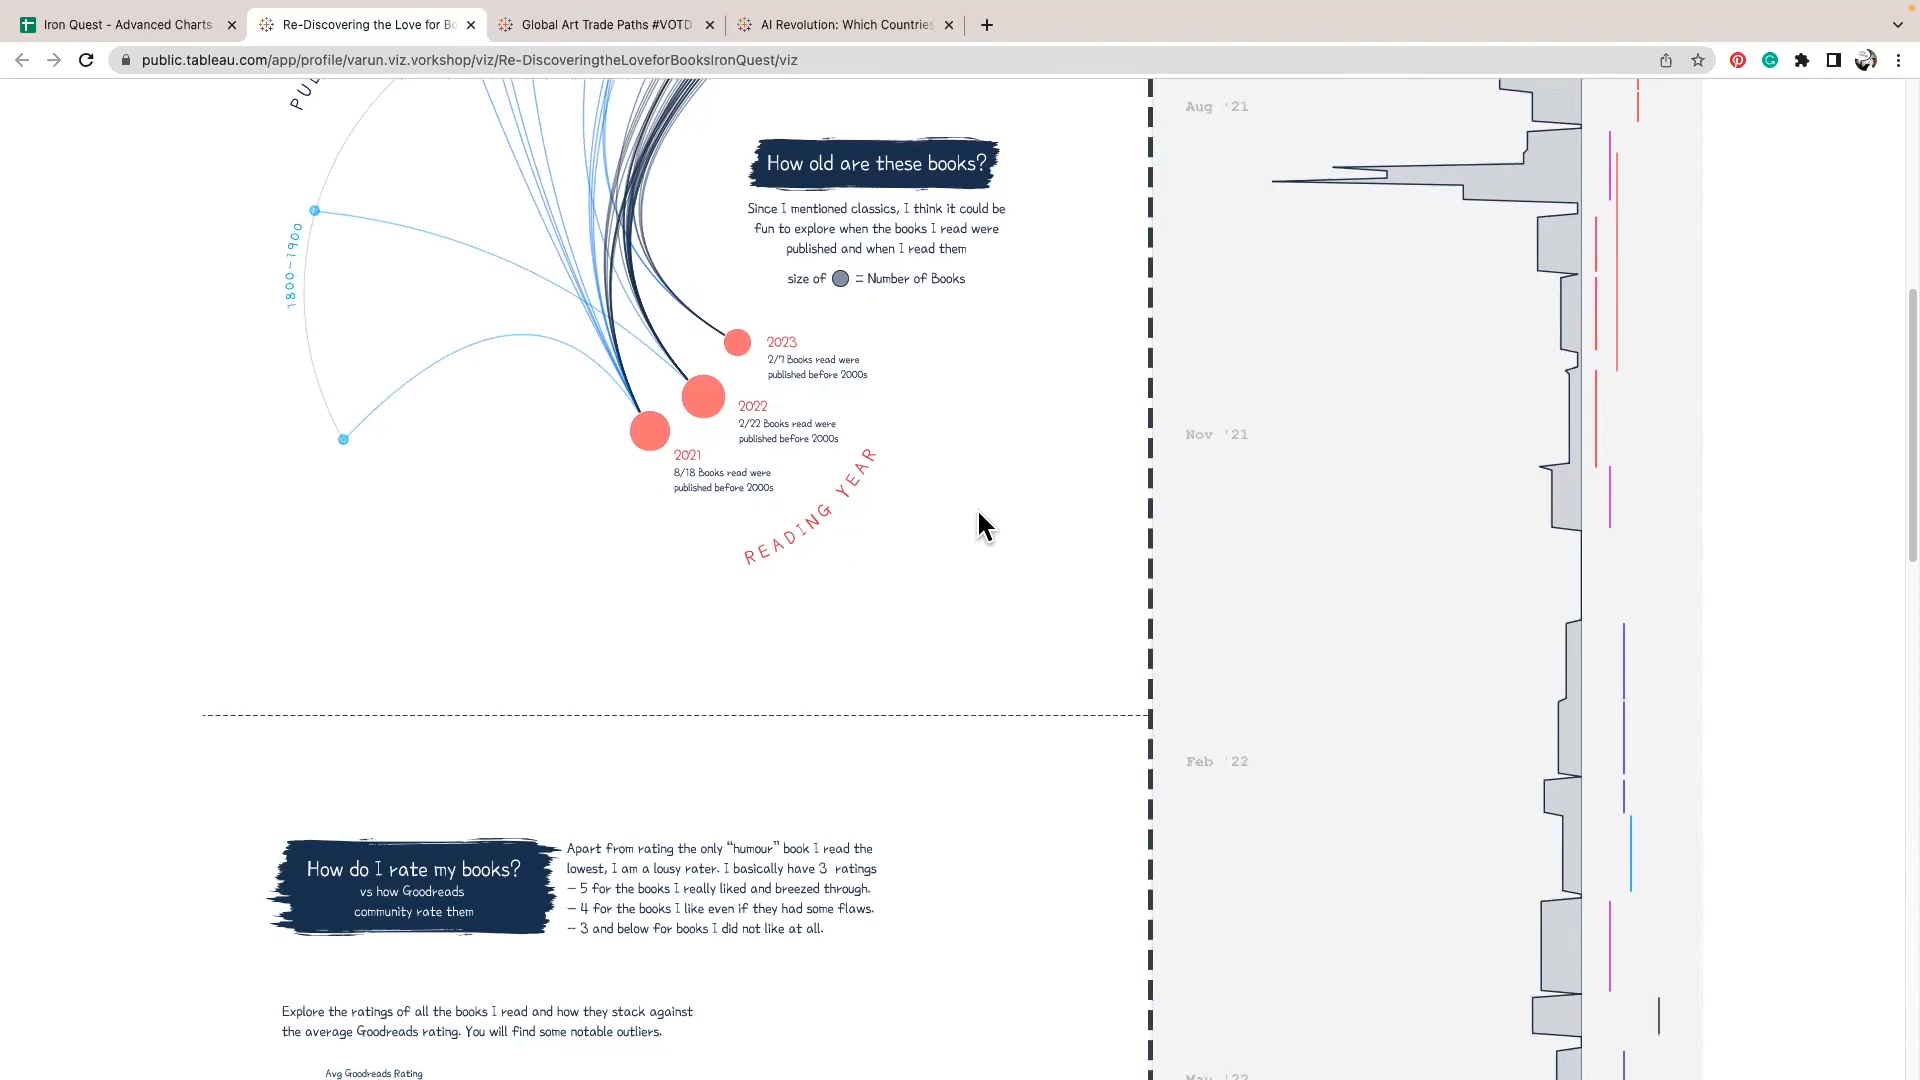 Iron Quest - Advanced Charts
Re-Discovering the Love for Bo
Global Art Trade Paths #VOTD
AI Revolution: Which Countries
public.tableau.com/app/profile/varun.viz.vorkshop/viz/Re-DiscoveringtheLoveforBooksIronQuest/viz
PU
1800-1900
How old are these books?
Since I mentioned classics, I think it could be
fun to explore when the books I read were
published and when I read them
size of = Number of Books
2023
2/7 Books read were
published before 2000s
2022
2/22 Books read were
published before 2000s
2021
8/18 Books read were
published before 2000s
READING YEAR
How do I rate my books?
vs how Goodreads
community rate them
Apart from rating the only “humour” book I read the
lowest, I am a lousy rater. I basically have 3 ratings
– 5 for the books I really liked and breezed through.
– 4 for the books I like even if they had some flaws.
– 3 and below for books I did not like at all.
Explore the ratings of all the books I read and how they stack against
the average Goodreads rating. You will find some notable outliers.
Avg Goodreads Rating
Aug '21
Nov '21
Feb '22
May '22